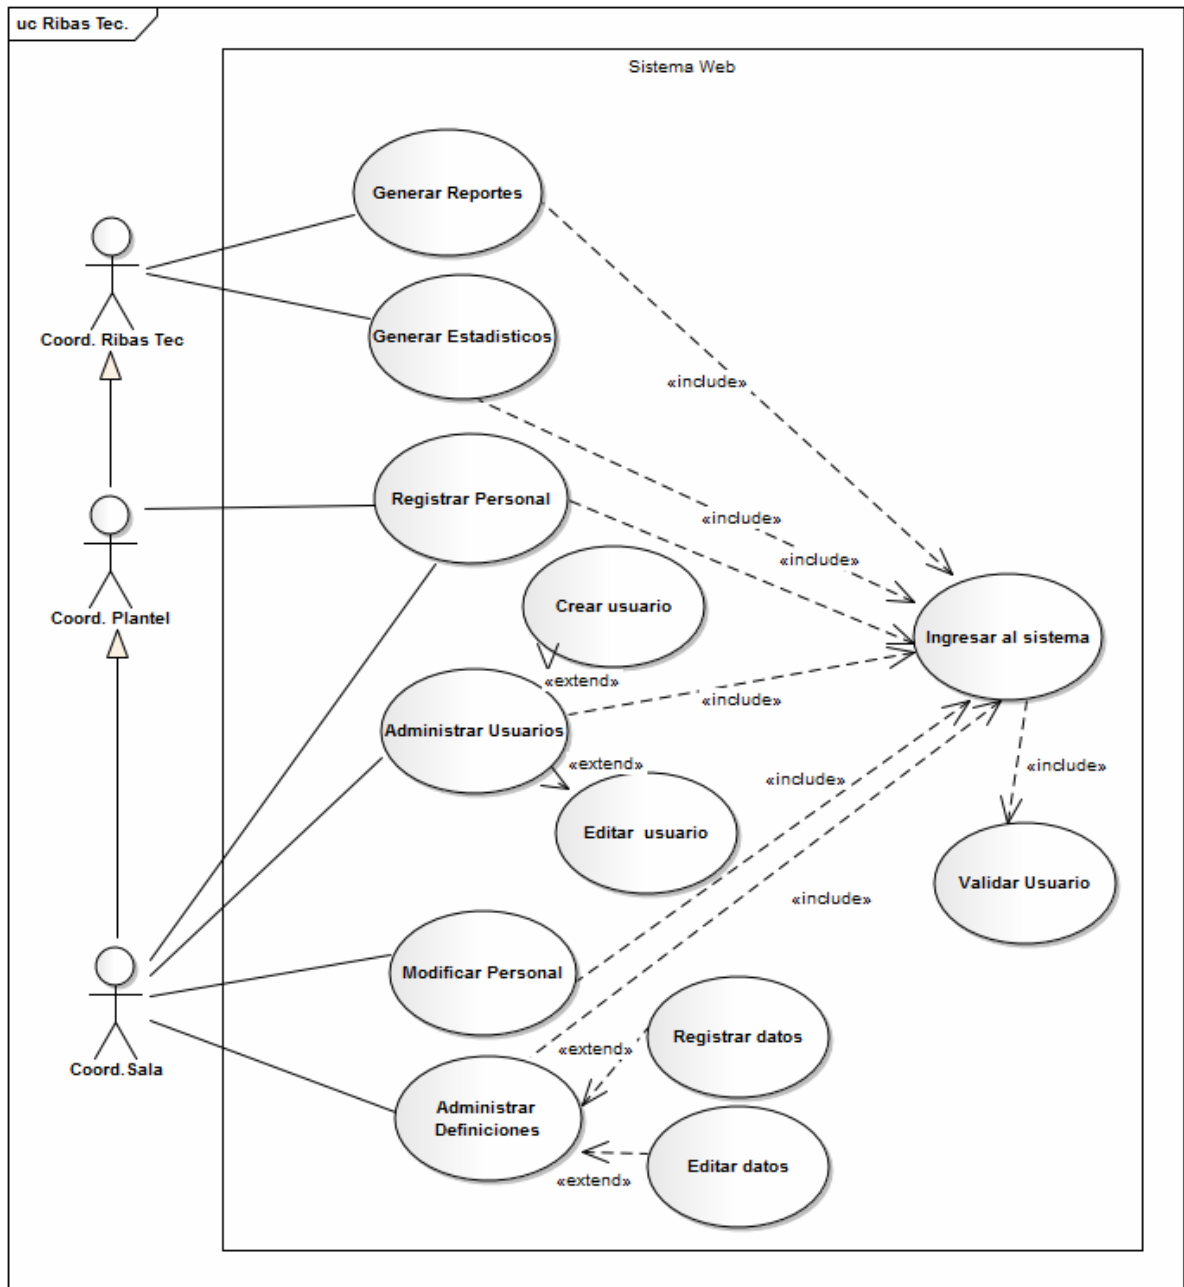 uc Ribas Tec.
Sistema Web
Generar Reportes
Coord. Ribas Tec
Generar Estadisticos
«include»
Registrar Personal
«include»
«include»
Coord. Plantel
Crear usuario
Ingresar al sistema
«extend»
«include»
Administrar Usuarios
«extend»
«include»
«include»
Editar  usuario
Validar Usuario
«include»
Modificar Personal
Coord.Sala
Registrar datos
«extend»
Administrar
Definiciones
Editar datos
«extend»